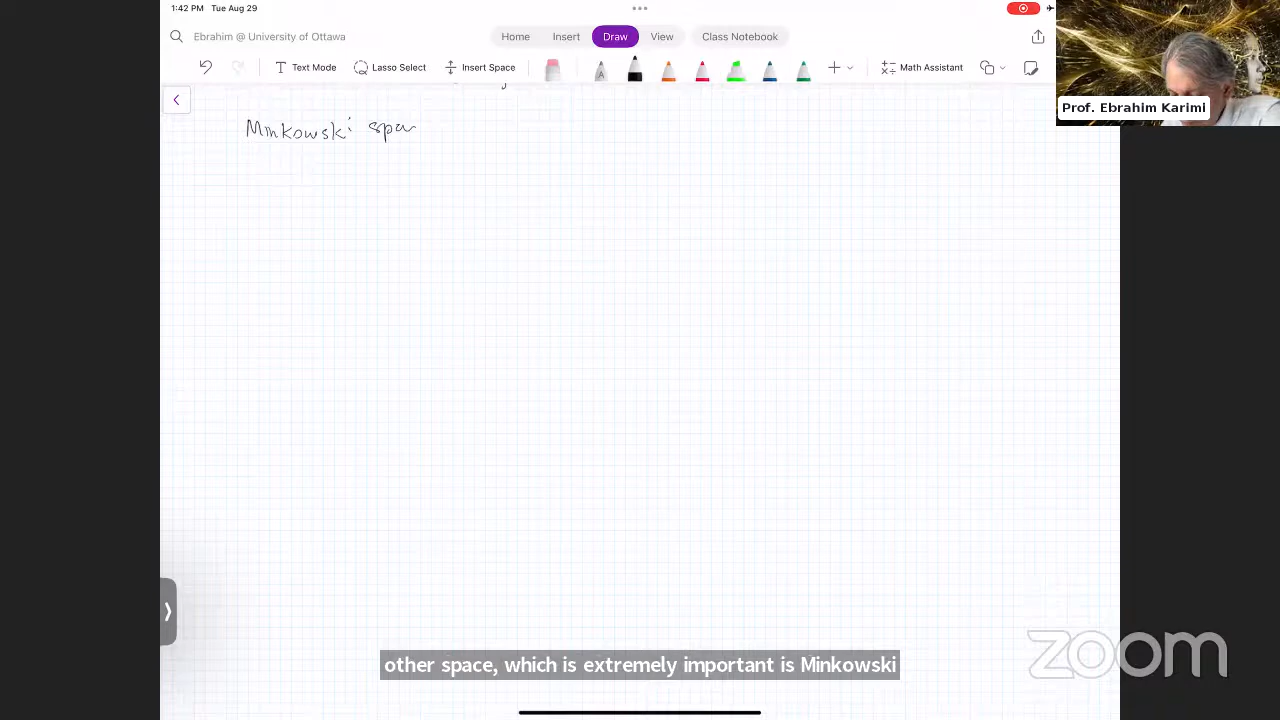 1:42 PM Tue Aug 29
Ebrahim @ University of Ottawa
Home Insert Draw View Class Notebook
Text Mode Lasso Select Insert Space Math Assistant
Prof. Ebrahim Karimi
Minkowski spac
other space, which is extremely important is Minkowski
zoom